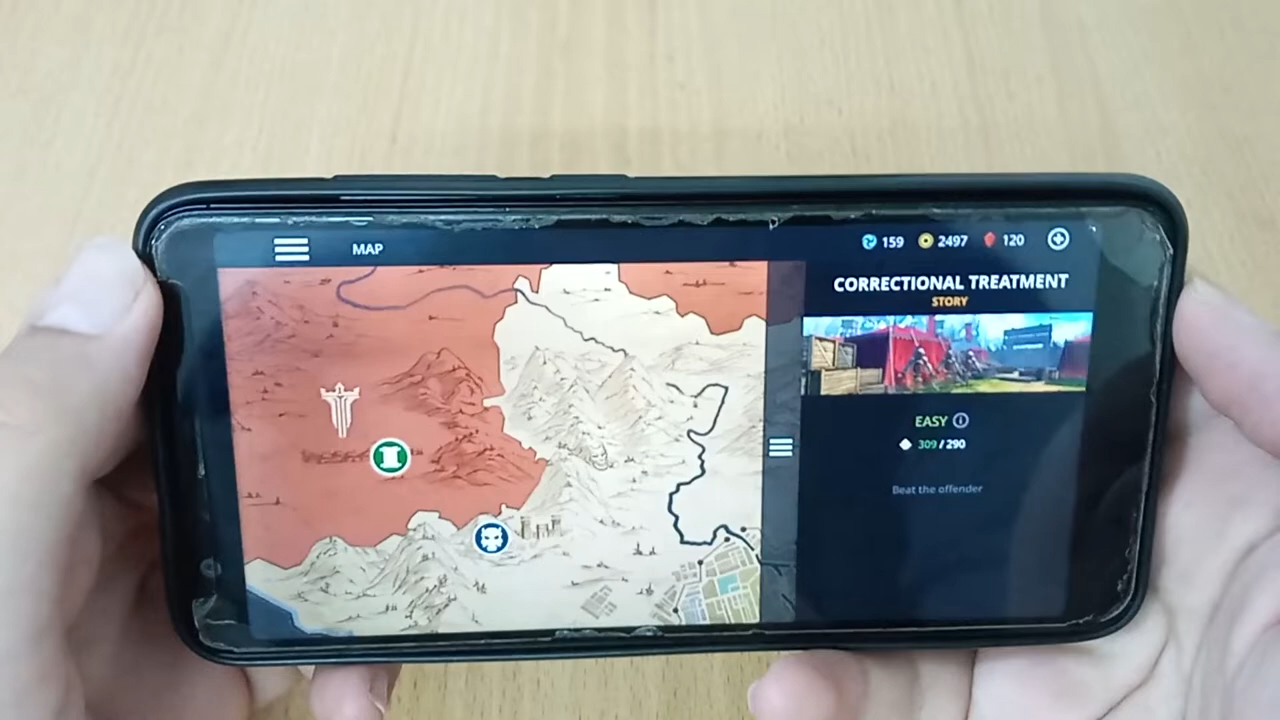 MAP
159 2497 120
CORRECTIONAL TREATMENT
STORY
EASY
309 / 290
Beat the offender